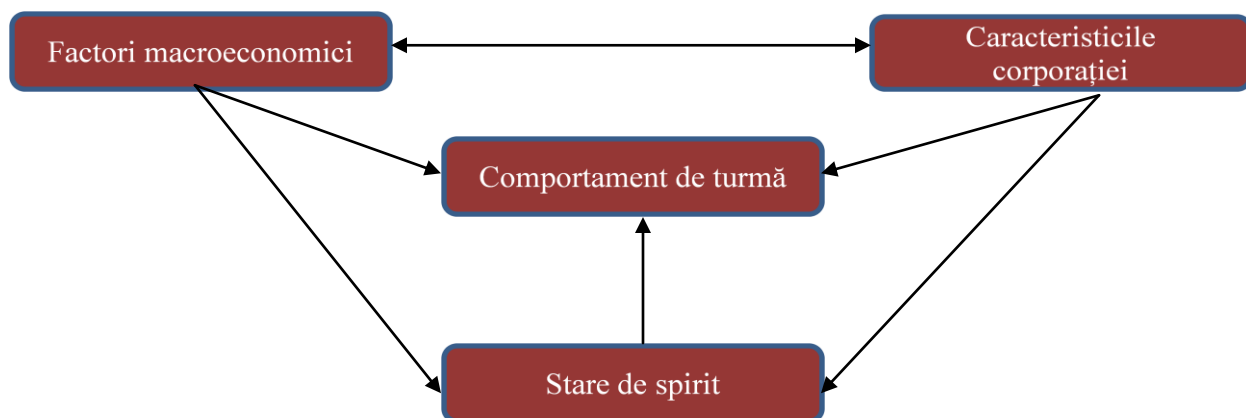 Factori macroeconomici
Caracteristicile
corporației
Comportament de turmă
Stare de spirit